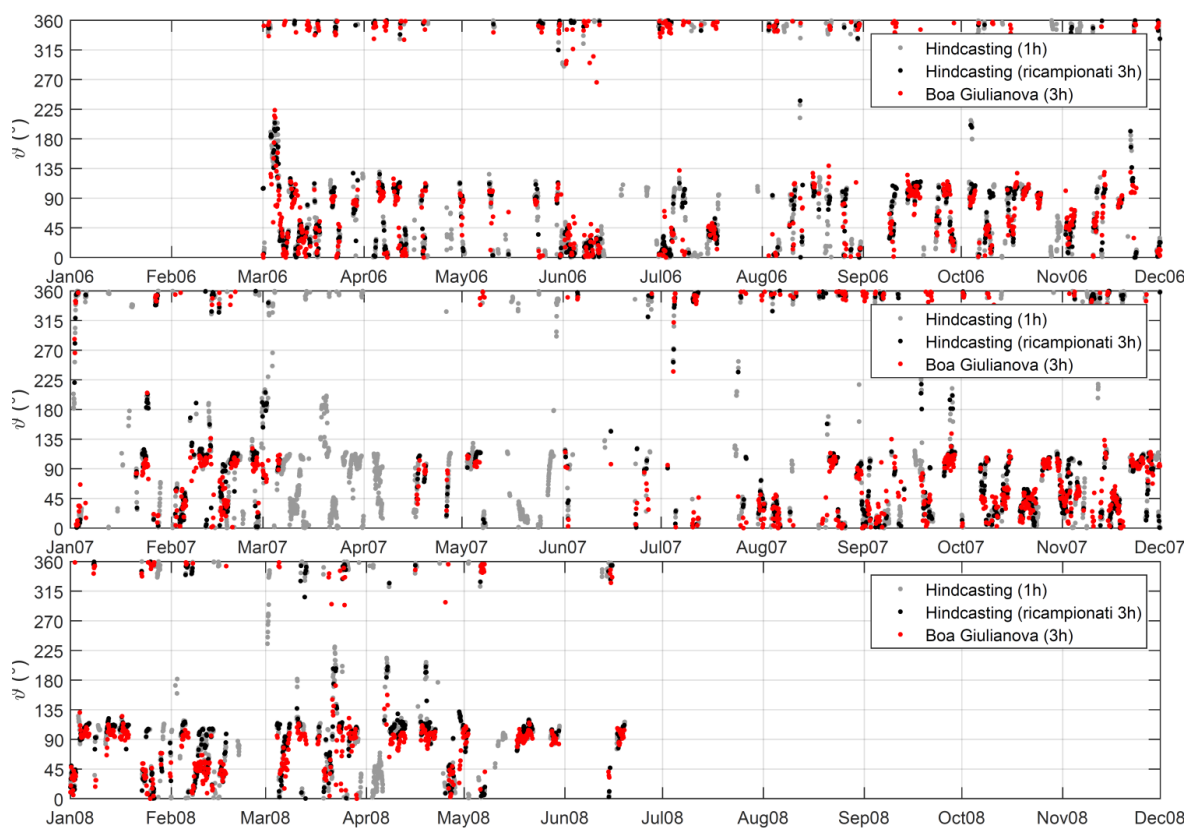 360
315
270
225
180
135
90
45
0
ϑ (°)
Hindcasting (1h)
Hindcasting (ricampionati 3h)
Boa Giulianova (3h)
Jan06 Feb06 Mar06 Apr06 May06 Jun06 Jul06 Aug06 Sep06 Oct06 Nov06 Dec06
360
315
270
225
180
135
90
45
0
ϑ (°)
Hindcasting (1h)
Hindcasting (ricampionati 3h)
Boa Giulianova (3h)
Jan07 Feb07 Mar07 Apr07 May07 Jun07 Jul07 Aug07 Sep07 Oct07 Nov07 Dec07
360
315
270
225
180
135
90
45
0
ϑ (°)
Hindcasting (1h)
Hindcasting (ricampionati 3h)
Boa Giulianova (3h)
Jan08 Feb08 Mar08 Apr08 May08 Jun08 Jul08 Aug08 Sep08 Oct08 Nov08 Dec08